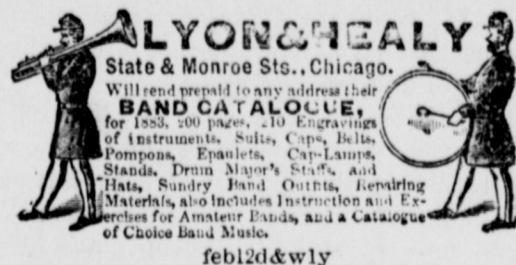 LYON & HEALY
State & Monroe Sts., Chicago.
Will send prepaid to any address their
BAND CATALOGUE,
for 1883, 200 pages, 210 Engravings
of instruments, Suits, Caps, Belts,
Pompons, Epaulets, Cap-Lamps,
Stands, Drum Major's Staffs, and
Hats, Sundry Band Outfits, Repairing
Materials, also includes Instruction and Ex-
ercises for Amateur Bands, and a Catalogue
of Choice Band Music.
feb12d&wly